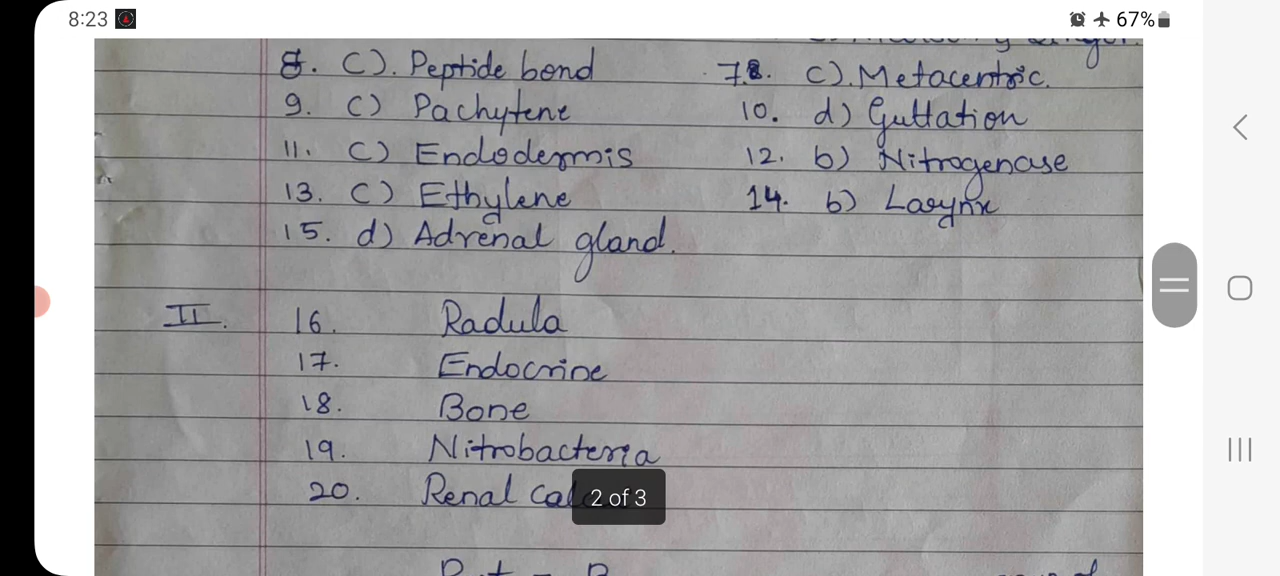 8:23
67%
8. C). Peptide bond 7. C). Metacentric.
9. C) Pachytene 10. d) Guttation
11. C) Endodermis 12. b) Nitrogenase
13. C) Ethylene 14. b) Larynx
15. d) Adrenal gland.
II. 16. Radula
17. Endocrine
18. Bone
19. Nitrobacteria
20. Renal
2 of 3